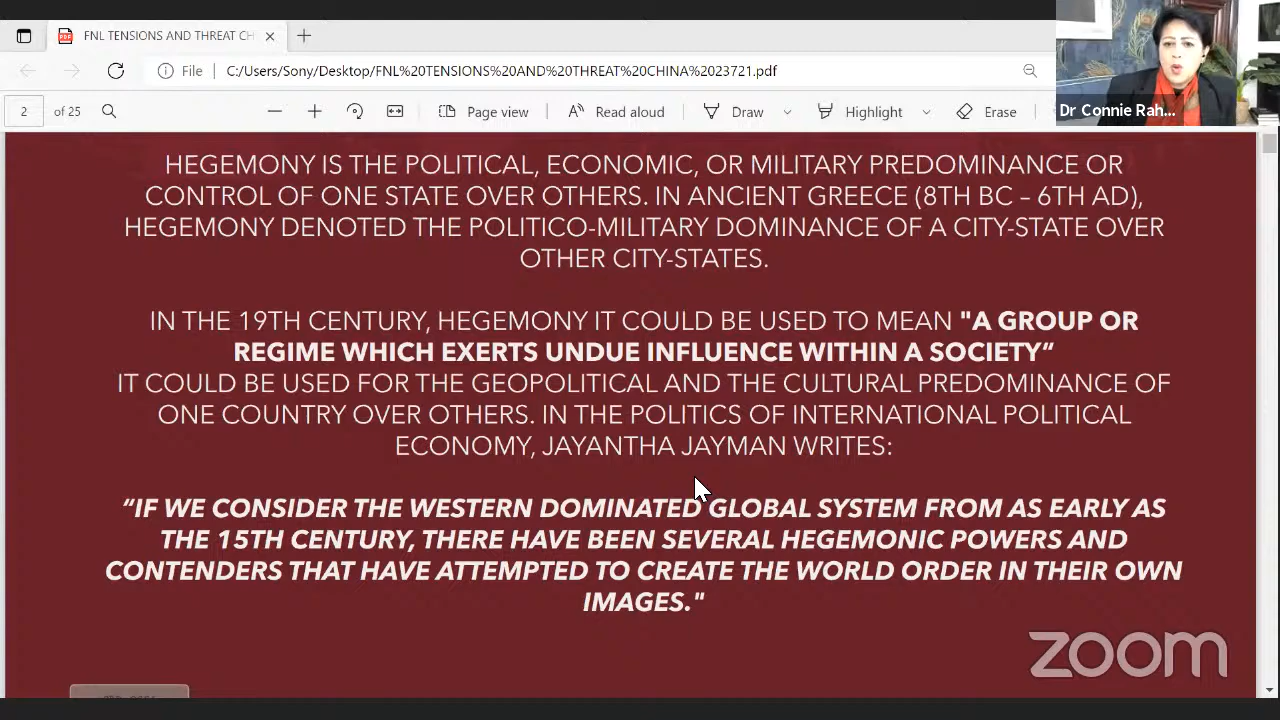 FNL TENSIONS AND THREAT CH
File
C:/Users/Sony/Desktop/FNL%20TENSIONS%20AND%20THREAT%20CHINA%2023721.pdf
2 of 25
Page view
Read aloud
Draw
Highlight
Erase
Dr Connie Rah...
HEGEMONY IS THE POLITICAL, ECONOMIC, OR MILITARY PREDOMINANCE OR
CONTROL OF ONE STATE OVER OTHERS. IN ANCIENT GREECE (8TH BC – 6TH AD),
HEGEMONY DENOTED THE POLITICO-MILITARY DOMINANCE OF A CITY-STATE OVER
OTHER CITY-STATES.
IN THE 19TH CENTURY, HEGEMONY IT COULD BE USED TO MEAN "A GROUP OR
REGIME WHICH EXERTS UNDUE INFLUENCE WITHIN A SOCIETY“
IT COULD BE USED FOR THE GEOPOLITICAL AND THE CULTURAL PREDOMINANCE OF
ONE COUNTRY OVER OTHERS. IN THE POLITICS OF INTERNATIONAL POLITICAL
ECONOMY, JAYANTHA JAYMAN WRITES:
“IF WE CONSIDER THE WESTERN DOMINATED GLOBAL SYSTEM FROM AS EARLY AS
THE 15TH CENTURY, THERE HAVE BEEN SEVERAL HEGEMONIC POWERS AND
CONTENDERS THAT HAVE ATTEMPTED TO CREATE THE WORLD ORDER IN THEIR OWN
IMAGES."
zoom